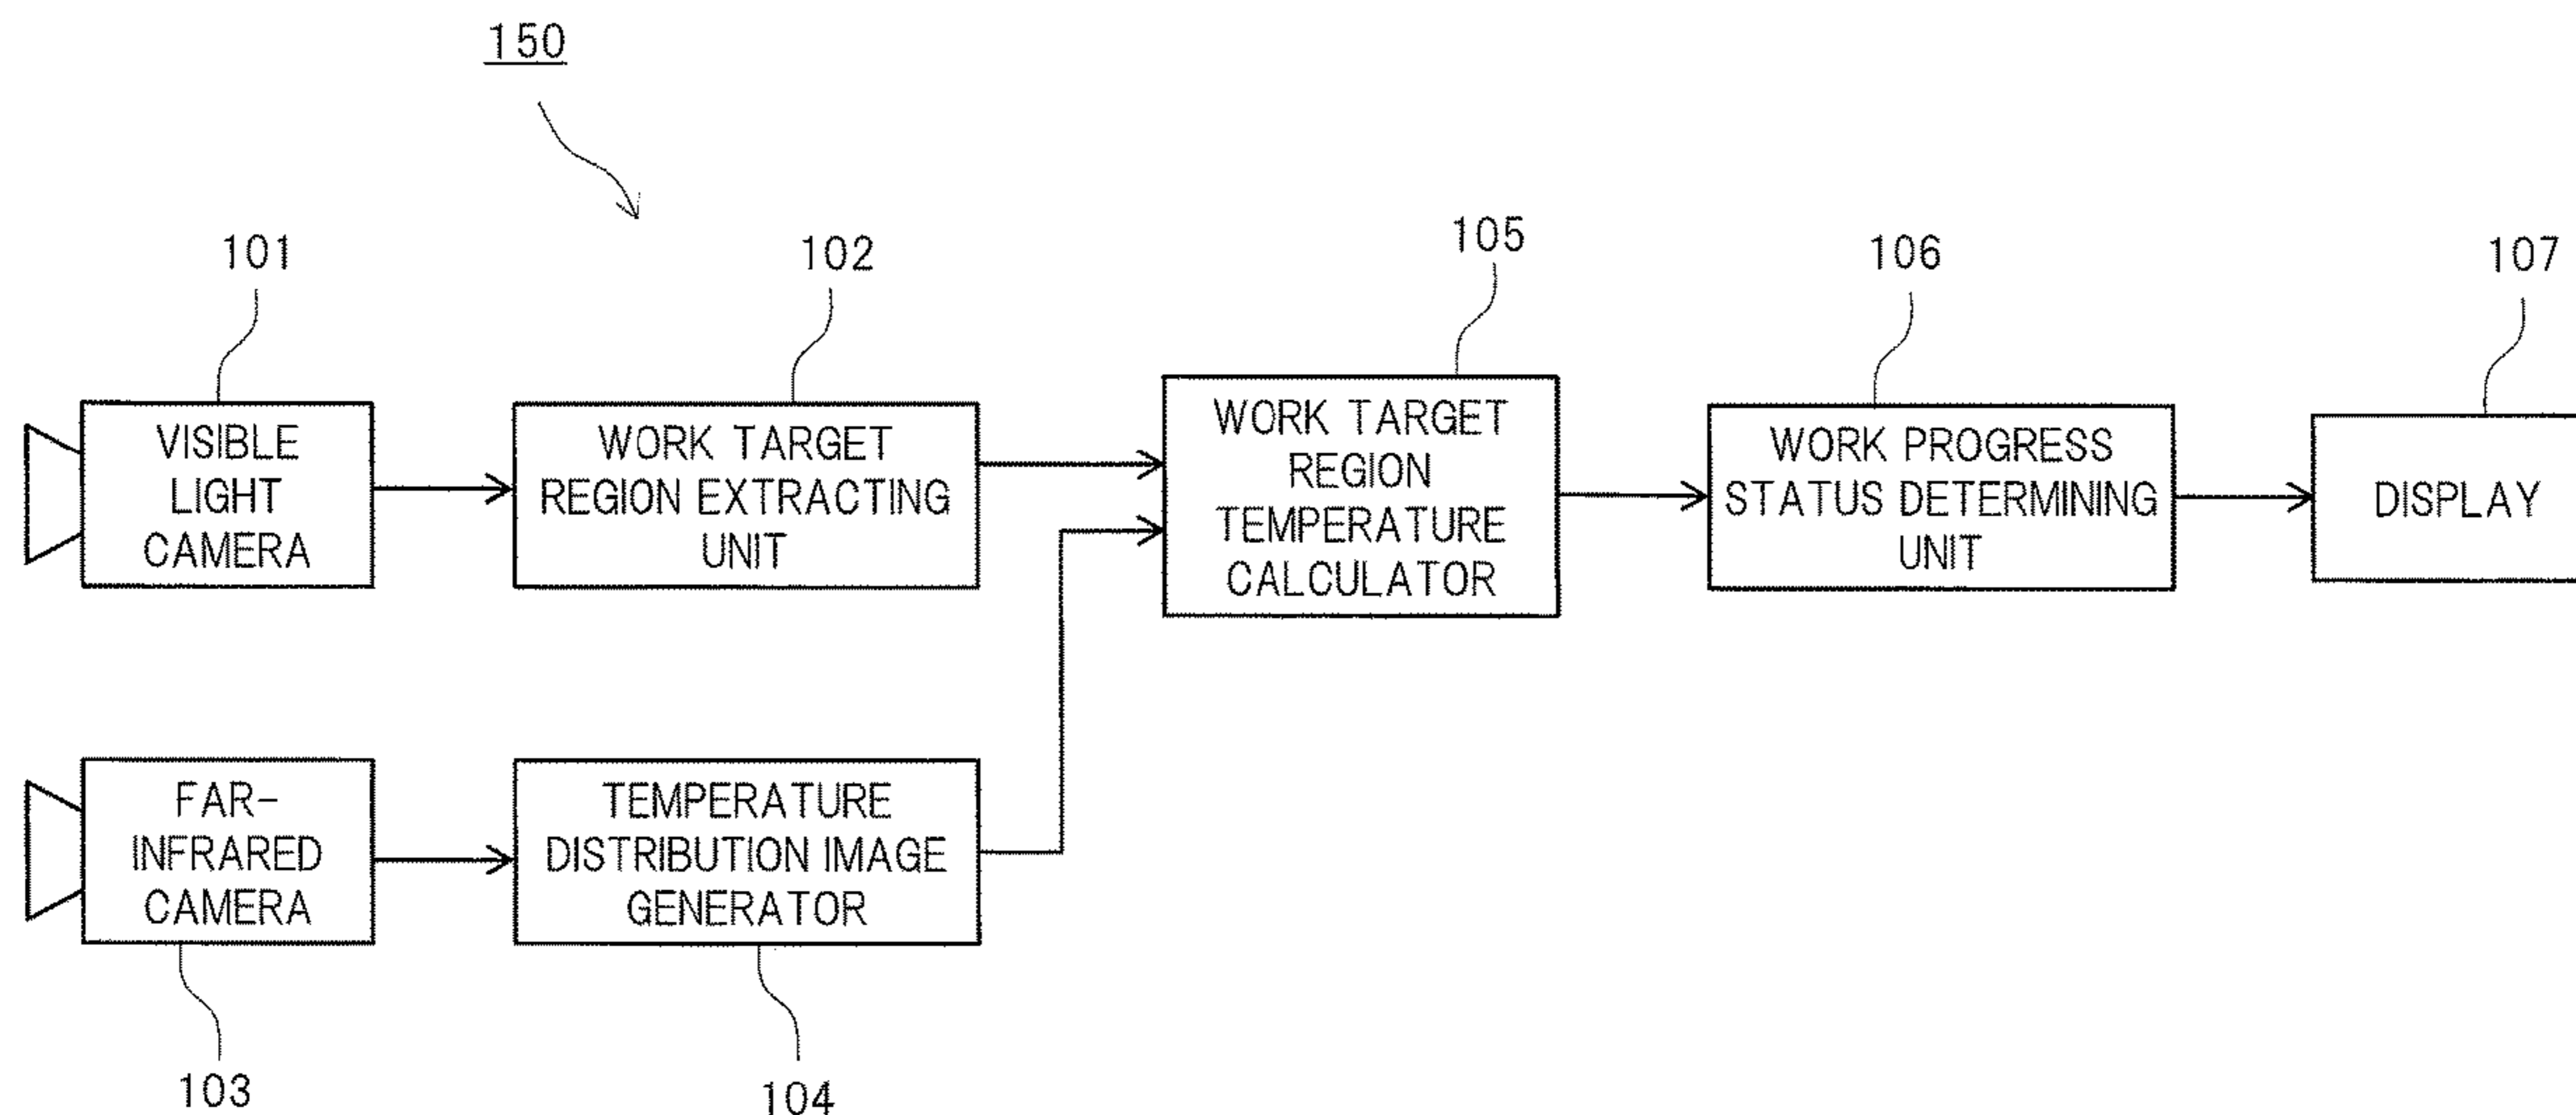 150
101
102
105
106
107
VISIBLE
LIGHT
CAMERA
WORK TARGET
REGION EXTRACTING
UNIT
WORK TARGET
REGION
TEMPERATURE
CALCULATOR
WORK PROGRESS
STATUS DETERMINING
UNIT
DISPLAY
FAR-
INFRARED
CAMERA
TEMPERATURE
DISTRIBUTION IMAGE
GENERATOR
103
104